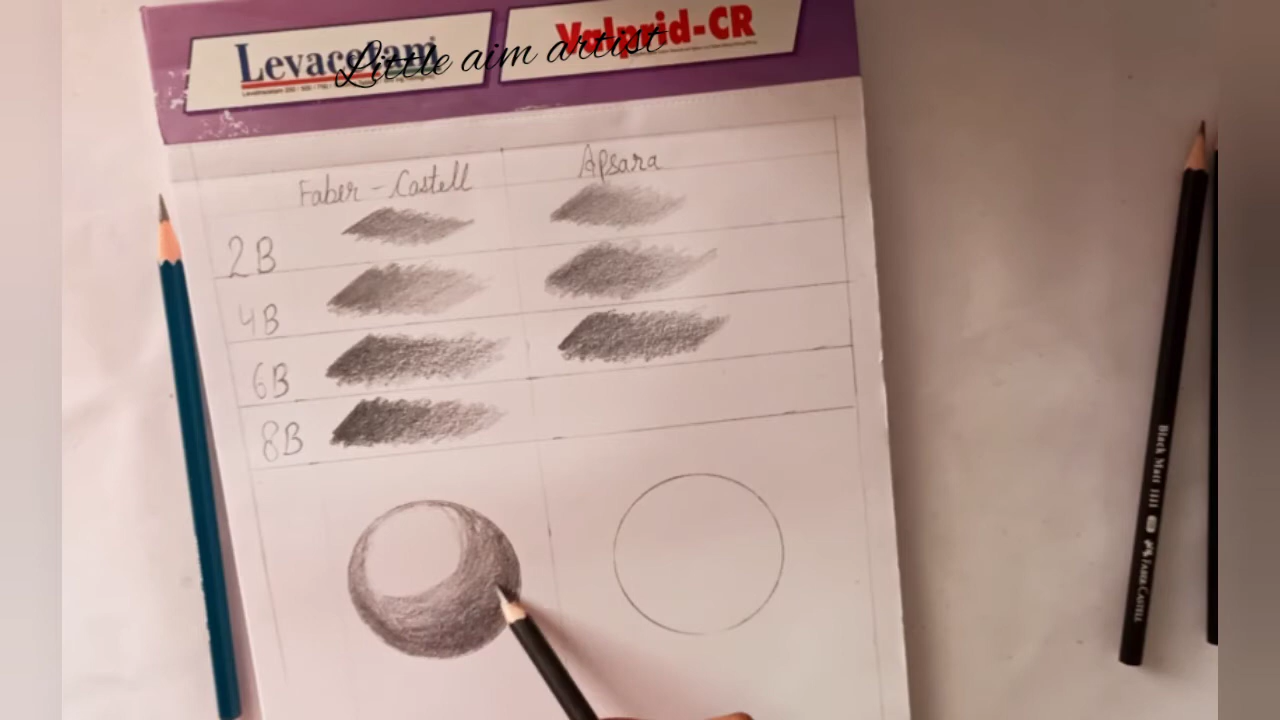 Levacetam Valprid-CR
Little aim artist
Faber-Castell Apsara
2B
4B
6B
8B
Black Matt
FABER-CASTELL